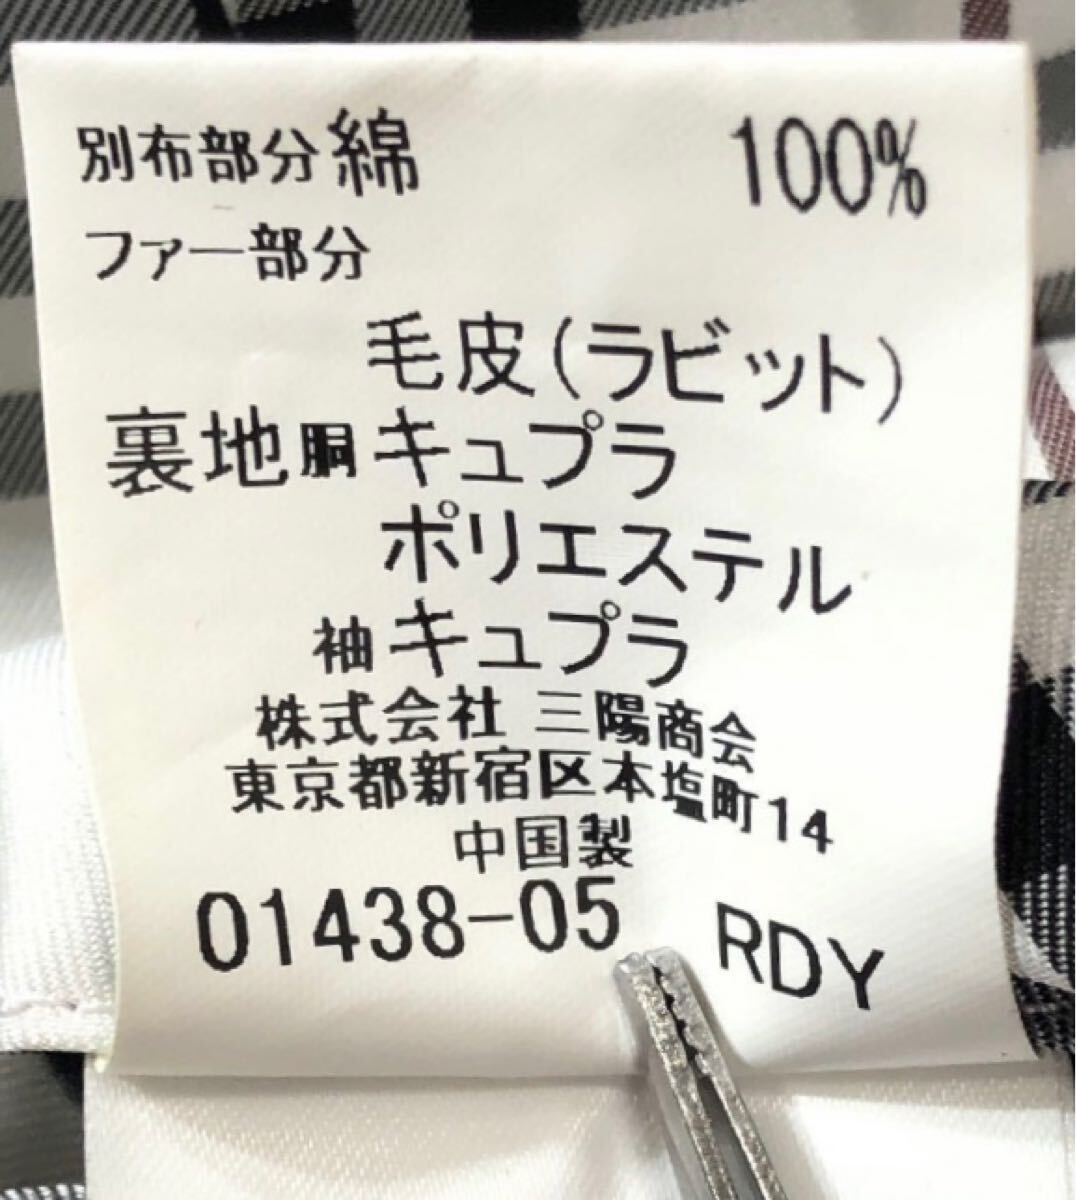 別布部分 綿 100%
ファー部分
毛皮(ラビット)
裏地 胴 キュプラ
ポリエステル
袖 キュプラ
株式会社 三陽商会
東京都新宿区本塩町14
中国製
01438-05 RDY